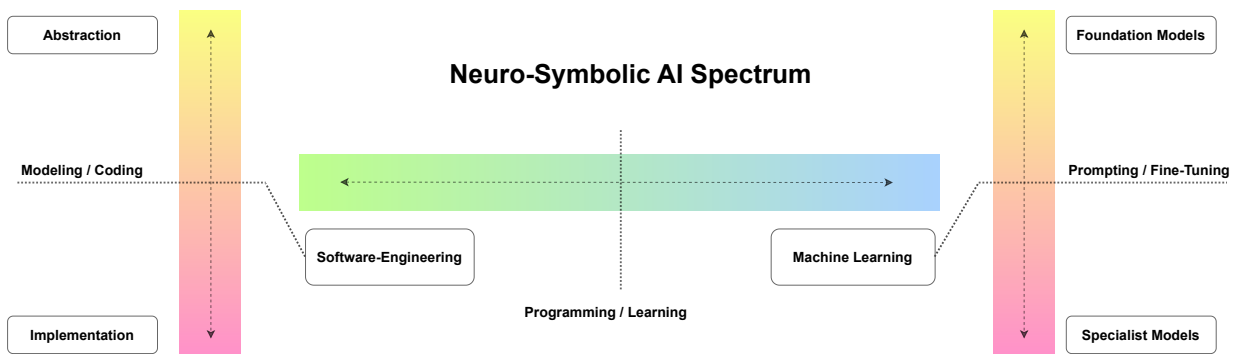 Abstraction
Foundation Models
Neuro-Symbolic AI Spectrum
Modeling / Coding
Prompting / Fine-Tuning
Software-Engineering
Machine Learning
Programming / Learning
Implementation
Specialist Models